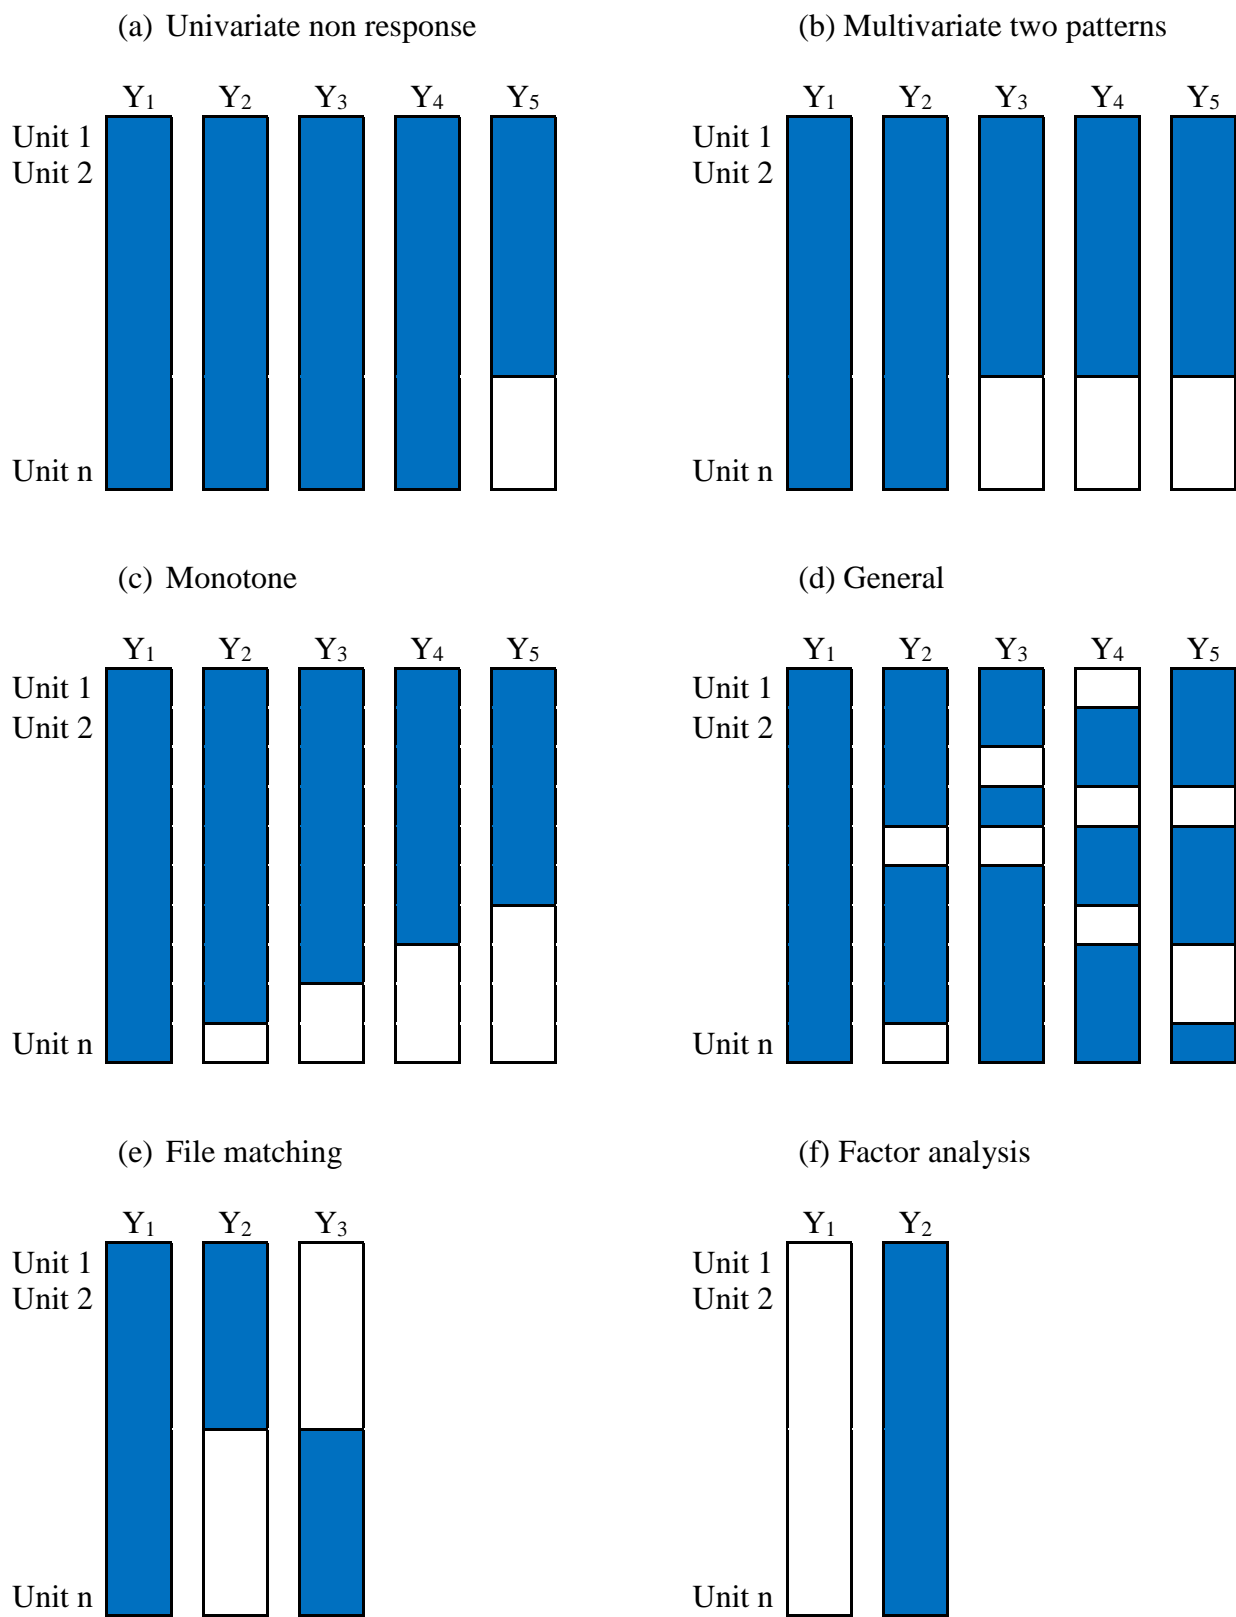 (a) Univariate non response
Y₁ Y₂ Y₃ Y₄ Y₅
Unit 1
Unit 2
Unit n
(b) Multivariate two patterns
Y₁ Y₂ Y₃ Y₄ Y₅
Unit 1
Unit 2
Unit n
(c) Monotone
Y₁ Y₂ Y₃ Y₄ Y₅
Unit 1
Unit 2
Unit n
(d) General
Y₁ Y₂ Y₃ Y₄ Y₅
Unit 1
Unit 2
Unit n
(e) File matching
Y₁ Y₂ Y₃
Unit 1
Unit 2
Unit n
(f) Factor analysis
Y₁ Y₂
Unit 1
Unit 2
Unit n